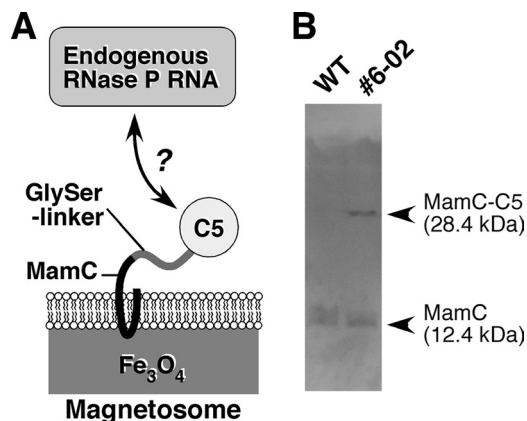 A
Endogenous
RNase P RNA
?
GlySer
-linker
C5
MamC
Fe₃O₄
Magnetosome
B
WT
#6-02
MamC-C5
(28.4 kDa)
MamC
(12.4 kDa)